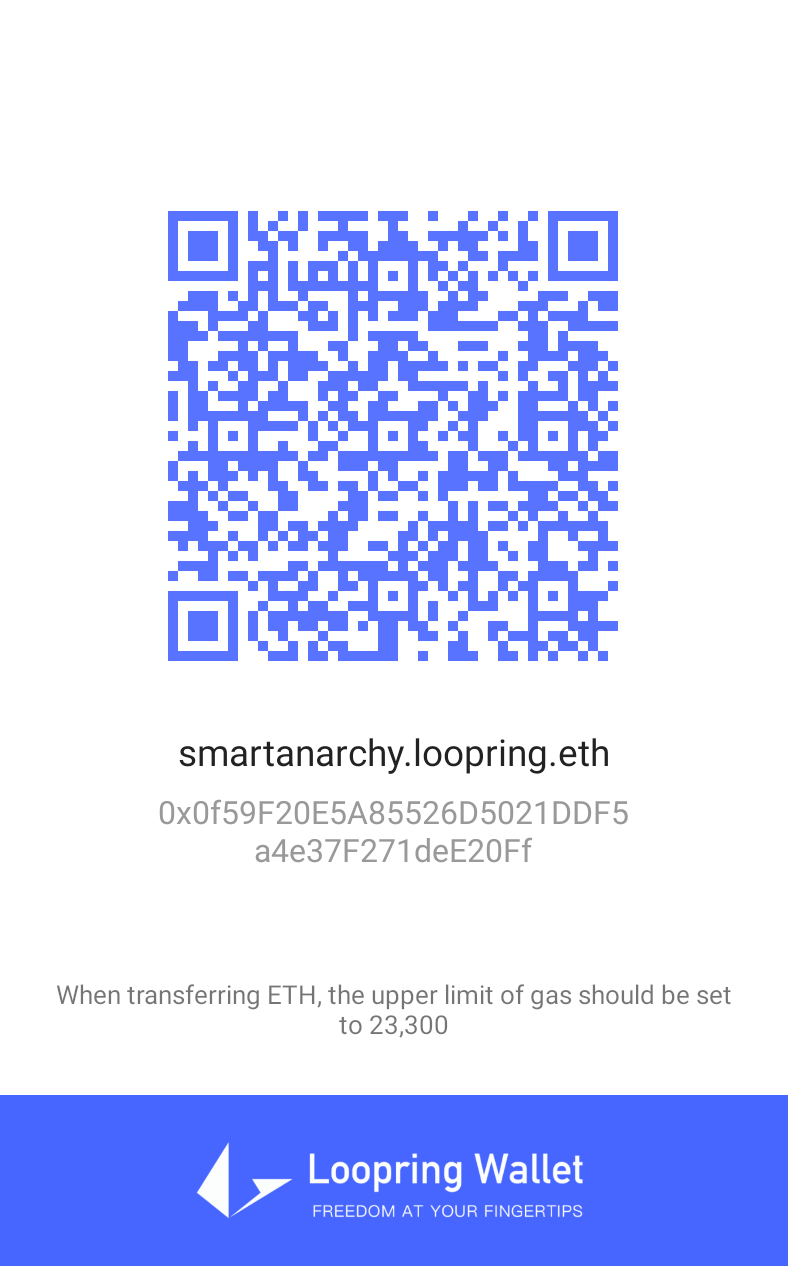 smartanarchy.loopring.eth
0x0f59F20E5A85526D5021DDF5
a4e37F271deE20Ff
When transferring ETH, the upper limit of gas should be set
to 23,300
Loopring Wallet
FREEDOM AT YOUR FINGERTIPS